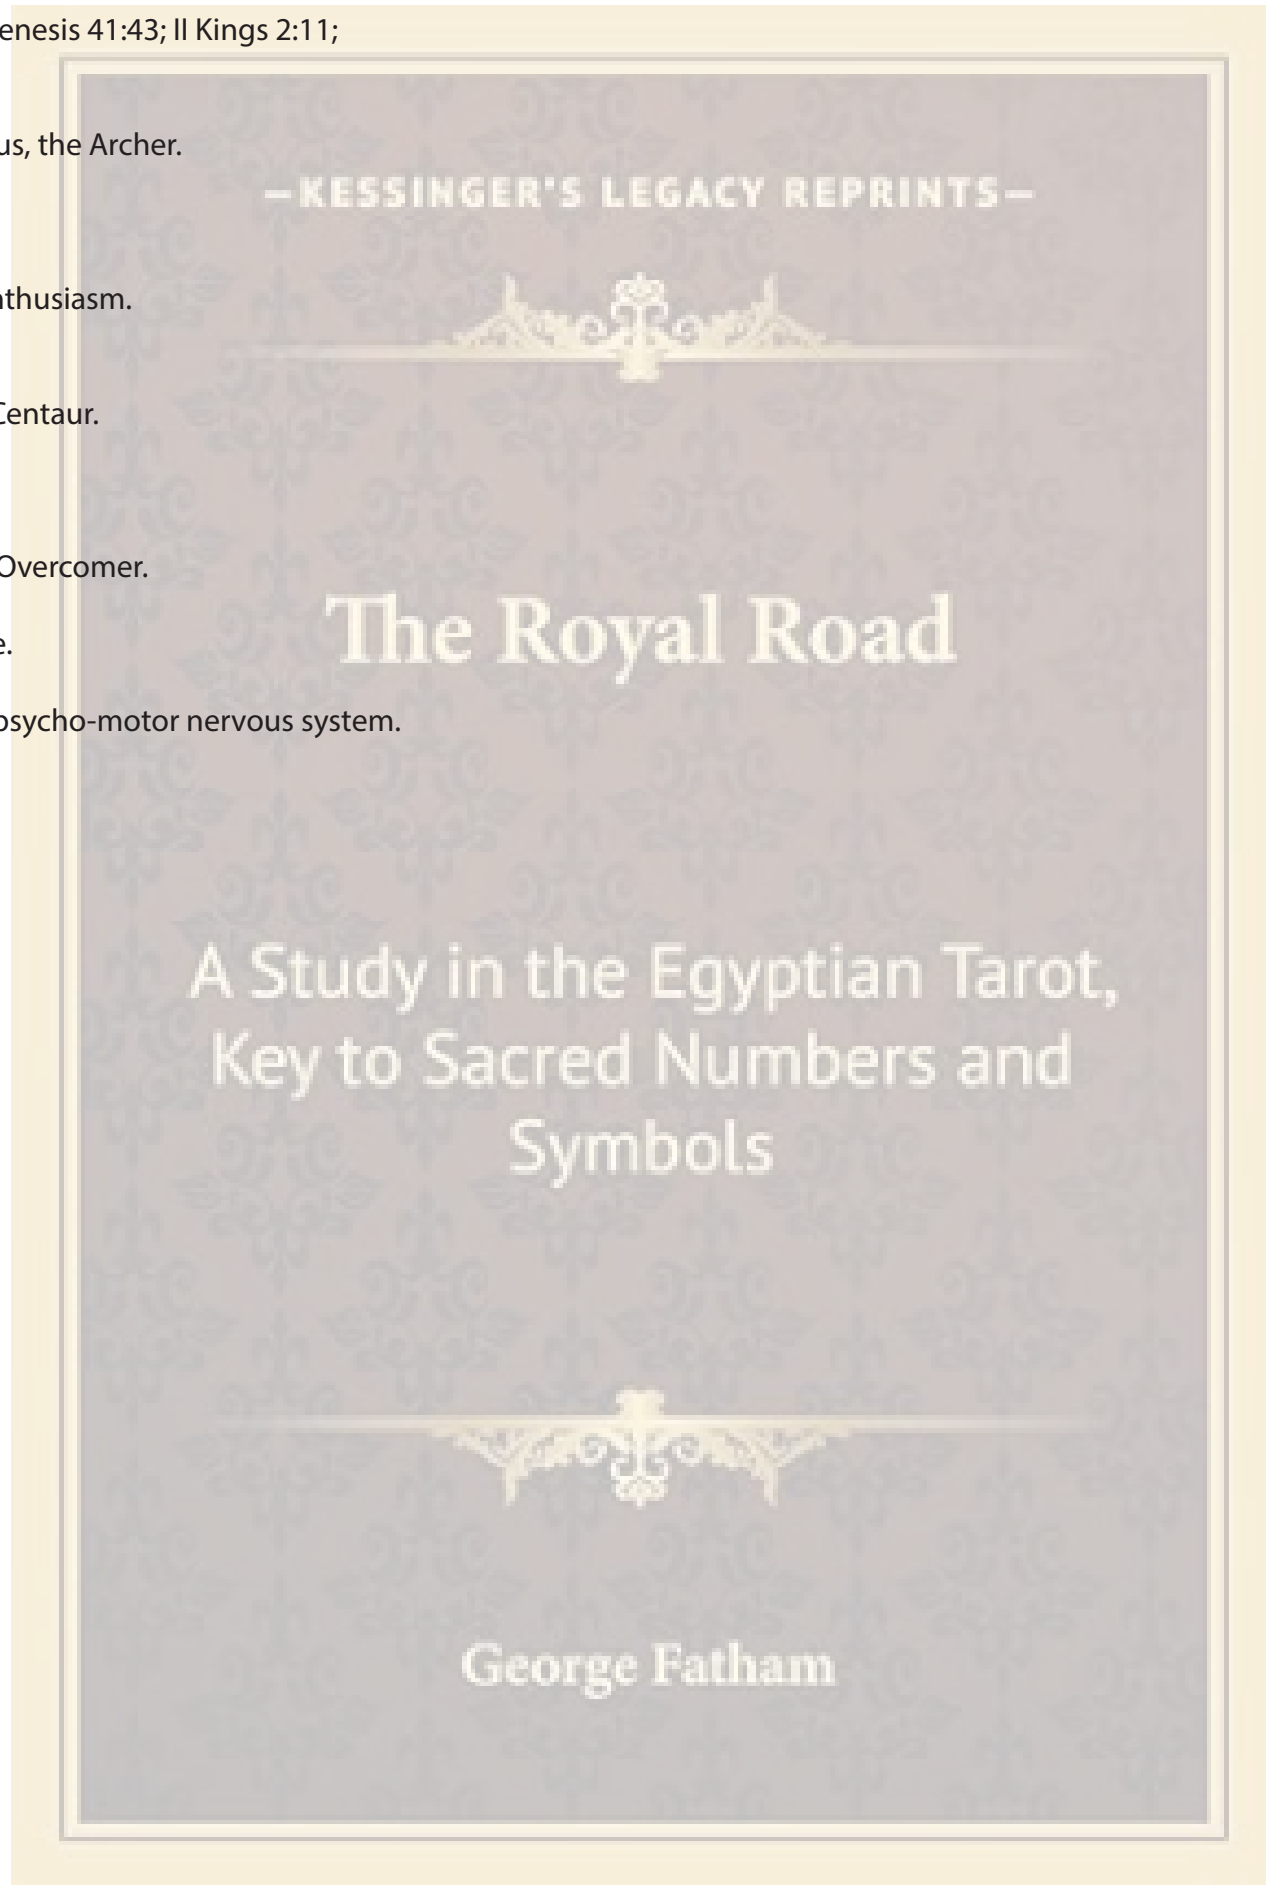 enesis 41:43; II Kings 2:11;
us, the Archer.
—KESSINGER'S LEGACY REPRINTS—
nthusiasm.
Centaur.
Overcomer.
The Royal Road
e.
psycho-motor nervous system.
A Study in the Egyptian Tarot,
Key to Sacred Numbers and
Symbols
George Fatham